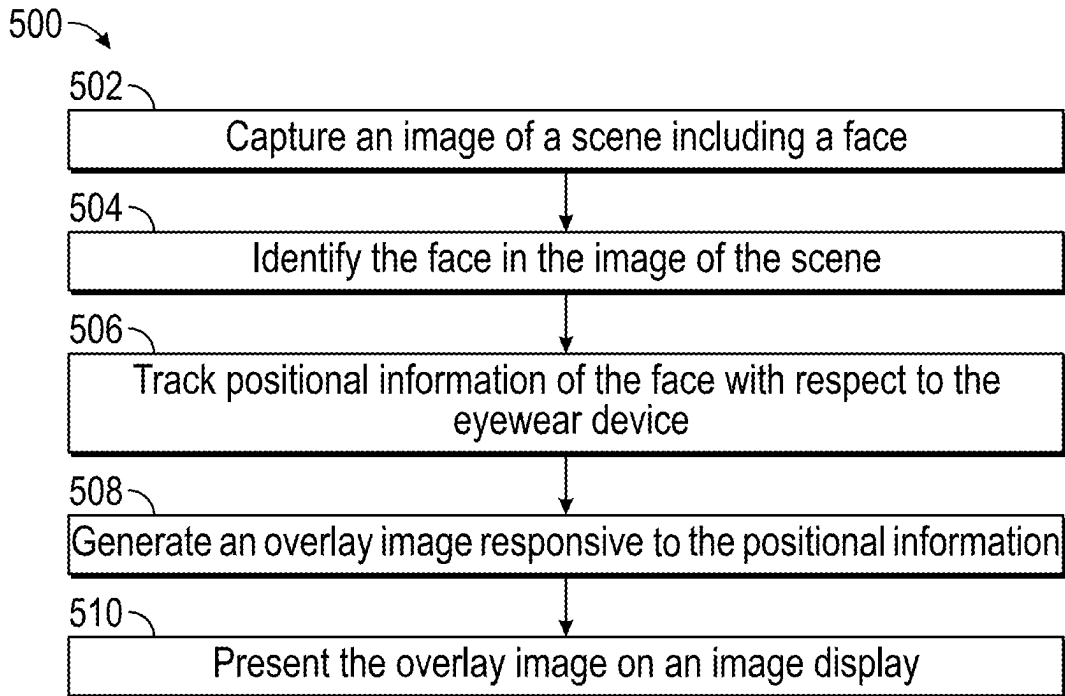 500
502
Capture an image of a scene including a face
504
Identify the face in the image of the scene
506
Track positional information of the face with respect to the
eyewear device
508
Generate an overlay image responsive to the positional information
510
Present the overlay image on an image display